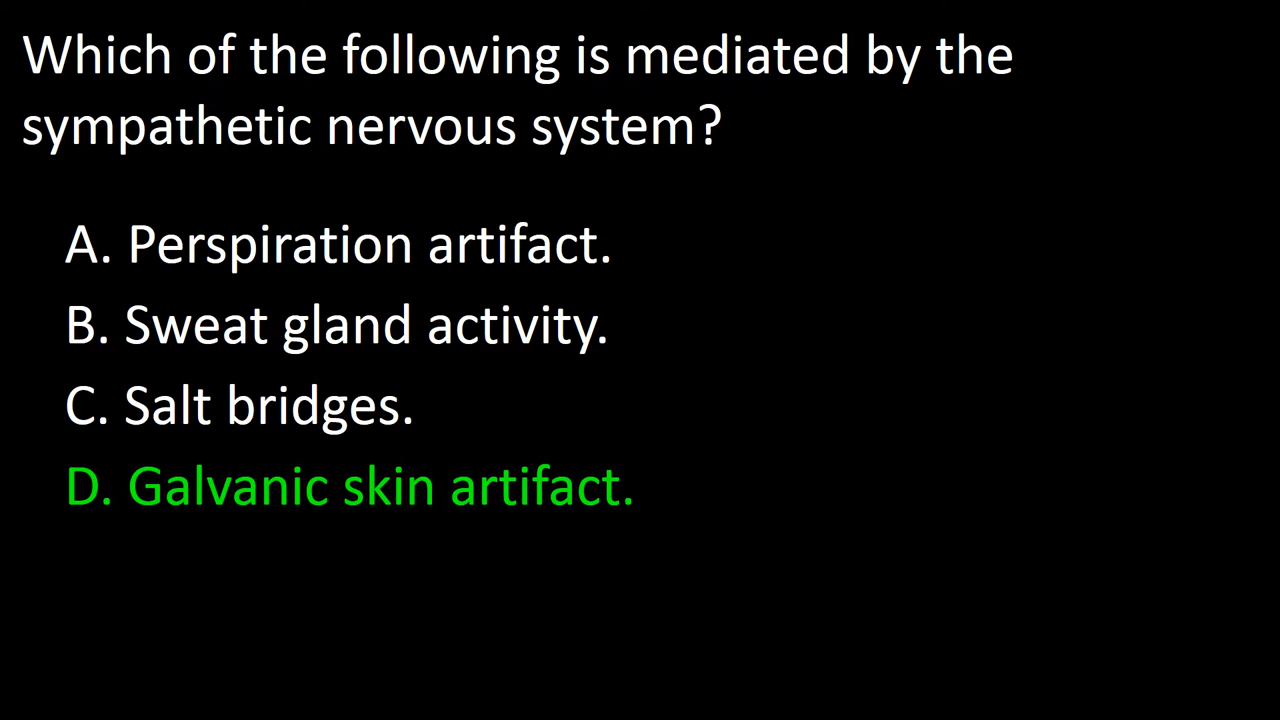 Which of the following is mediated by the
sympathetic nervous system?
A. Perspiration artifact.
B. Sweat gland activity.
C. Salt bridges.
D. Galvanic skin artifact.